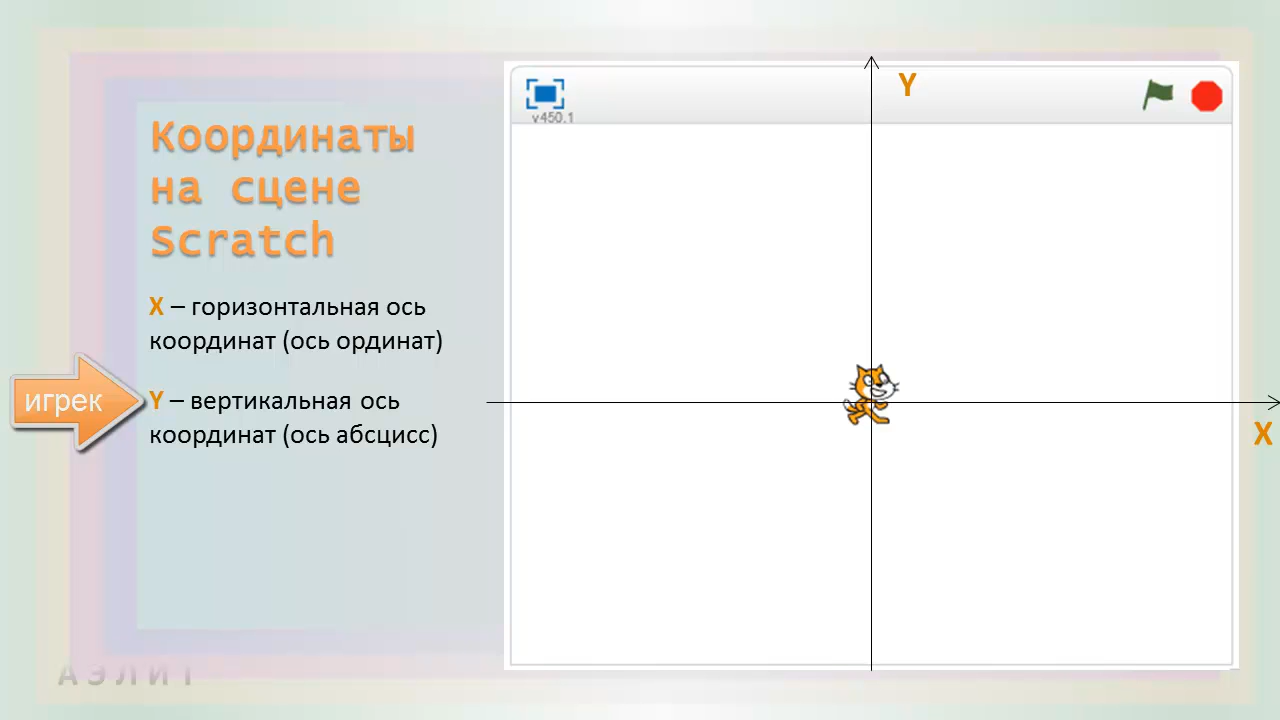 Координаты
на сцене
Scratch
X – горизонтальная ось
координат (ось ординат)
игрек
Y – вертикальная ось
координат (ось абсцисс)
v450.1
Y
X
АЭЛИТ